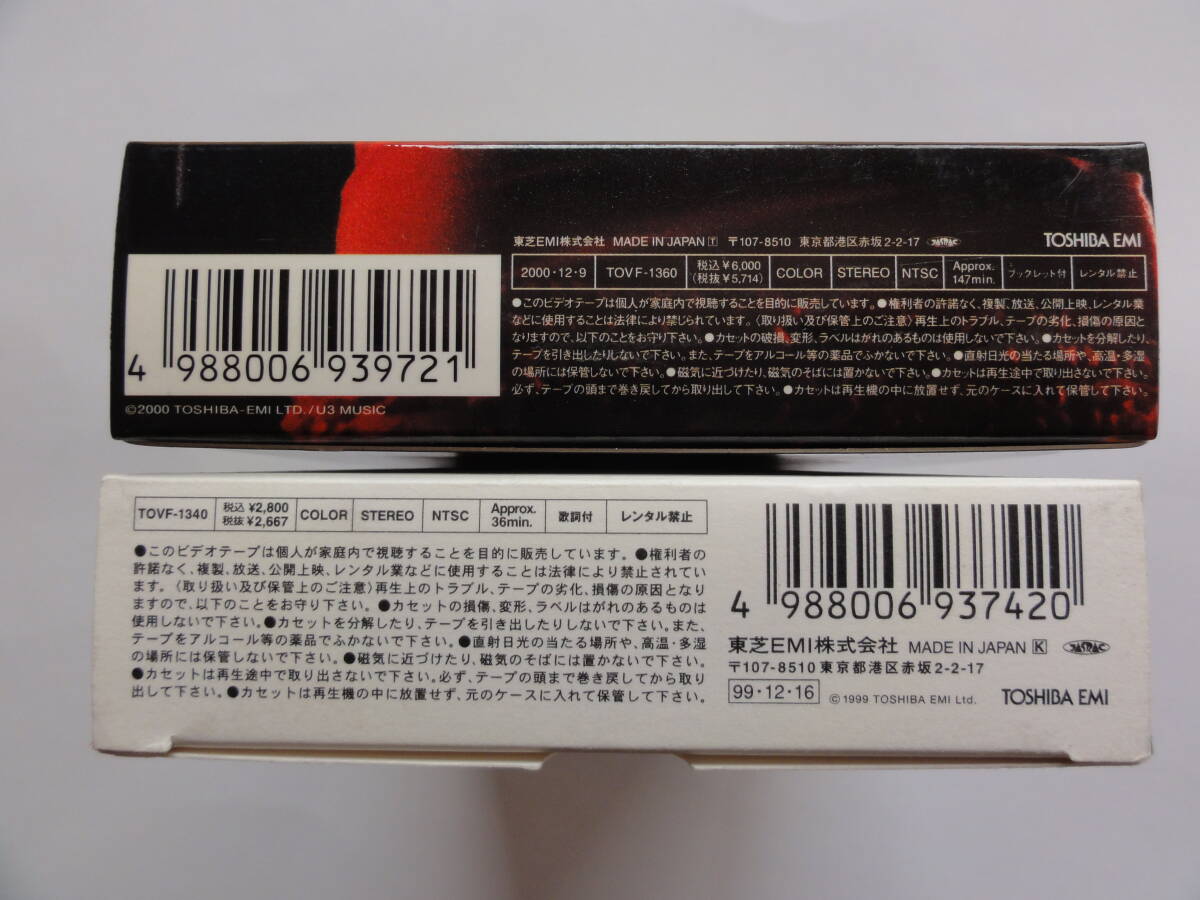 東芝EMI株式会社 MADE IN JAPAN T 〒107-8510 東京都港区赤坂2-2-17 JASRAC TOSHIBA EMI
2000・12・9 TOVF-1360 税込¥6,000 (税抜¥5,714) COLOR STEREO NTSC Approx. 147min. ブックレット付 レンタル禁止
●このビデオテープは個人が家庭内で視聴することを目的に販売しています。●権利者の許諾なく、複製、放送、公開上映、レンタル業
などに使用することは法律により禁じられています。〈取り扱い及び保管上のご注意〉再生上のトラブル、テープの劣化、損傷の原因と
なりますので、以下のことをお守り下さい。●カセットの破損、変形、ラベルはがれのあるものは使用しないで下さい。●カセットを分解したり、
テープを引き出したりしないで下さい。また、テープをアルコール等の薬品でふかないで下さい。●直射日光の当たる場所や、高温・多湿
の場所には保管しないで下さい。●磁気に近づけたり、磁気のそばには置かないで下さい。●カセットは再生途中で取り出さないで下さい。
必ず、テープの頭まで巻き戻してから取り出して下さい。●カセットは再生機の中に放置せず、元のケースに入れて保管して下さい。
4 988006 939721
©2000 TOSHIBA-EMI LTD./U3 MUSIC
TOVF-1340 税込 ¥2,800 税抜 ¥2,667 COLOR STEREO NTSC Approx. 36min. 歌詞付 レンタル禁止
●このビデオテープは個人が家庭内で視聴することを目的に販売しています。●権利者の
許諾なく、複製、放送、公開上映、レンタル業などに使用することは法律により禁止されてい
ます。〈取り扱い及び保管上のご注意〉再生上のトラブル、テープの劣化、損傷の原因となり
ますので、以下のことをお守り下さい。●カセットの損傷、変形、ラベルはがれのあるものは
使用しないで下さい。●カセットを分解したり、テープを引き出したりしないで下さい。また、
テープをアルコール等の薬品でふかないで下さい。●直射日光の当たる場所や、高温・多湿
の場所には保管しないで下さい。●磁気に近づけたり、磁気のそばには置かないで下さい。
●カセットは再生途中で取り出さないで下さい。必ず、テープの頭まで巻き戻してから取り
出して下さい。●カセットは再生機の中に放置せず、元のケースに入れて保管して下さい。
4 988006 937420
東芝EMI株式会社 MADE IN JAPAN K JASRAC
〒107-8510 東京都港区赤坂2-2-17
99・12・16 ©1999 TOSHIBA EMI Ltd. TOSHIBA EMI